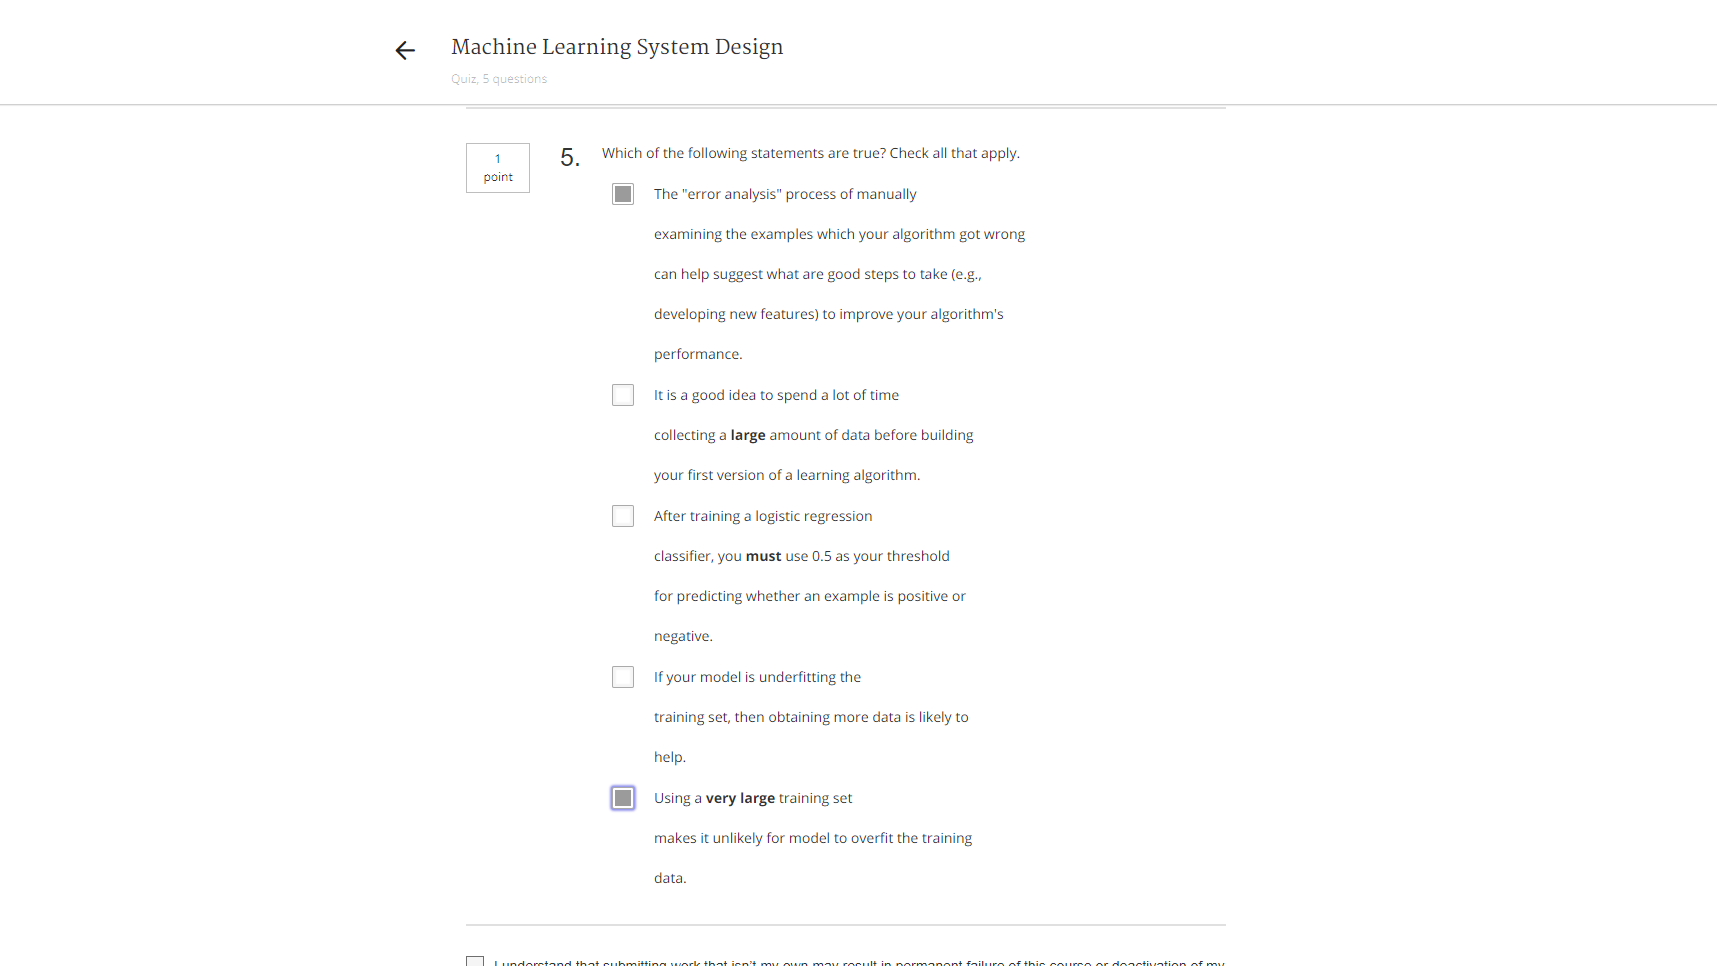 Machine Learning System Design
Quiz, 5 questions
1
point
5.
Which of the following statements are true? Check all that apply.
The "error analysis" process of manually
examining the examples which your algorithm got wrong
can help suggest what are good steps to take (e.g.,
developing new features) to improve your algorithm's
performance.
It is a good idea to spend a lot of time
collecting a large amount of data before building
your first version of a learning algorithm.
After training a logistic regression
classifier, you must use 0.5 as your threshold
for predicting whether an example is positive or
negative.
If your model is underfitting the
training set, then obtaining more data is likely to
help.
Using a very large training set
makes it unlikely for model to overfit the training
data.
I understand that submitting work that isn't my own may result in permanent failure of this course or deactivation of my